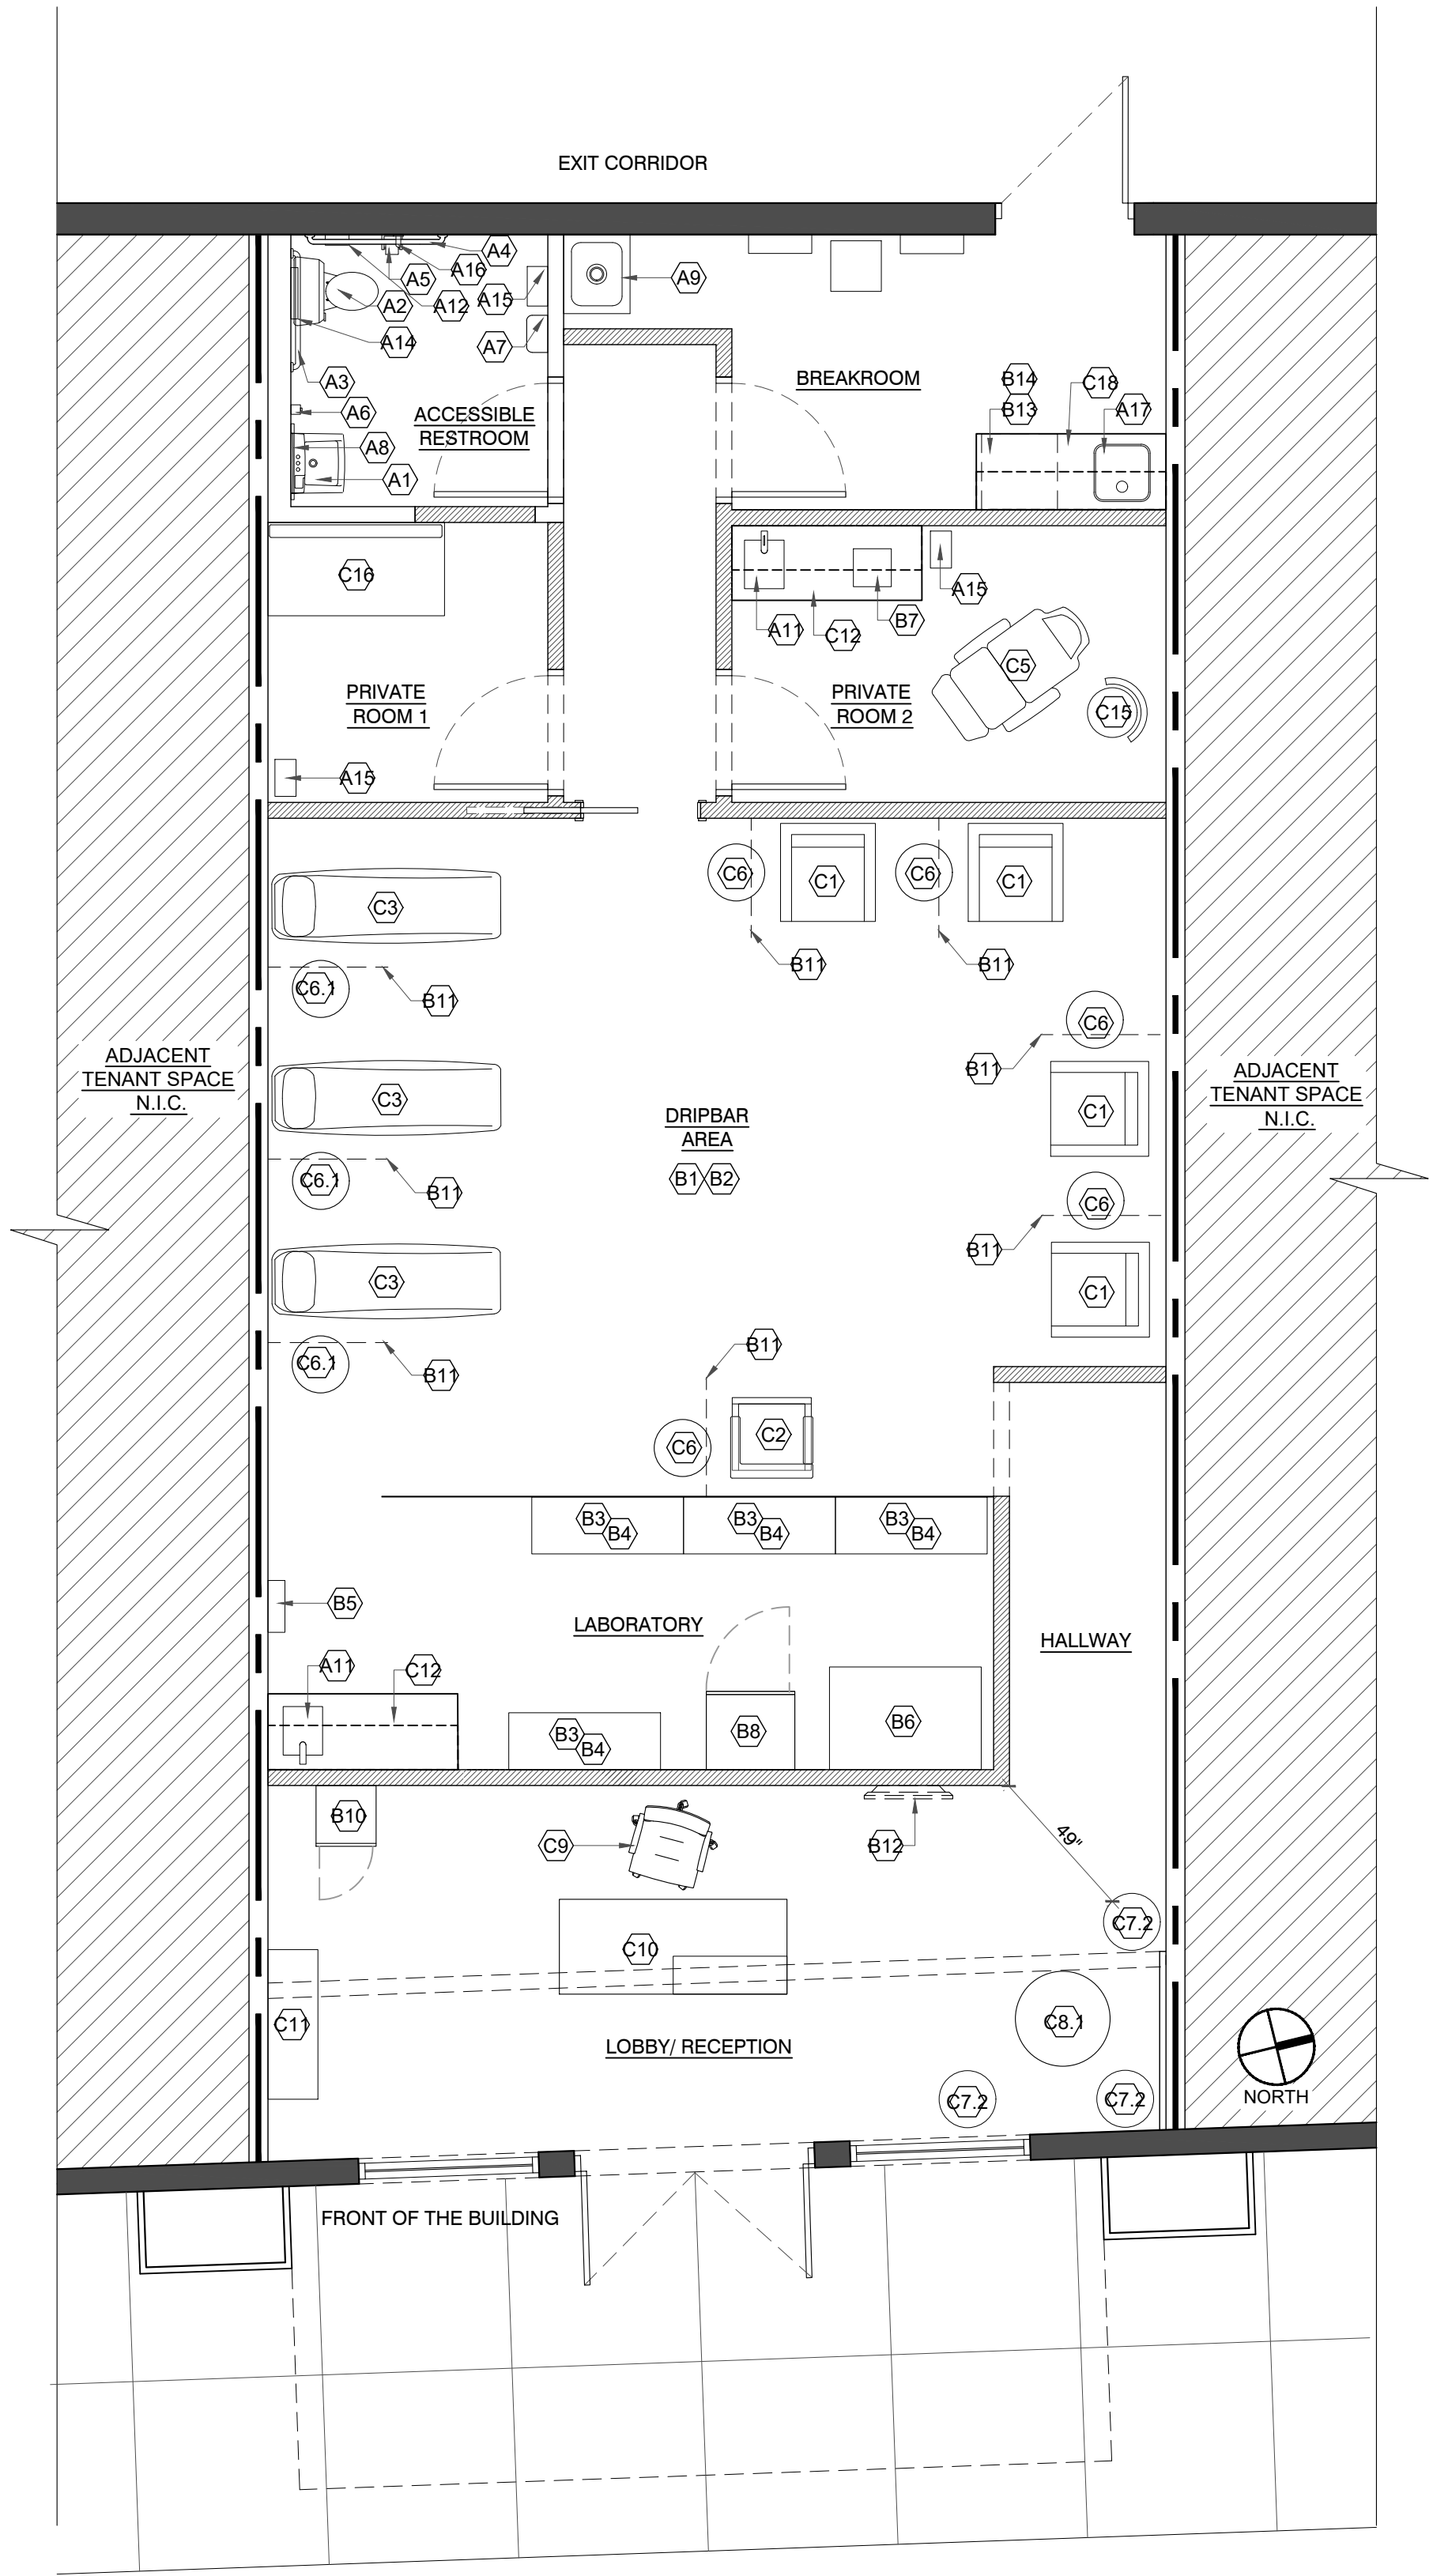 EXIT CORRIDOR
A4
A16
A5
A9
A15
A2
A12
A14
A7
A3
BREAKROOM
B14
C18
B13
A17
A6
ACCESSIBLE
RESTROOM
A8
A1
C16
A15
A11
C12
B7
C5
PRIVATE
ROOM 1
PRIVATE
ROOM 2
C15
A15
C6
C1
C6
C1
C3
B11
B11
C6.1
B11
C6
B11
ADJACENT
TENANT SPACE
N.I.C.
C3
DRIPBAR
AREA
B1
B2
C1
ADJACENT
TENANT SPACE
N.I.C.
C6.1
B11
C6
B11
C3
C1
C6.1
B11
B11
C6
C2
B3
B4
B3
B4
B3
B4
B5
LABORATORY
HALLWAY
A11
C12
B3
B4
B8
B6
B10
C9
B12
49"
C7.2
C10
C11
C8.1
LOBBY/ RECEPTION
C7.2
C7.2
NORTH
FRONT OF THE BUILDING